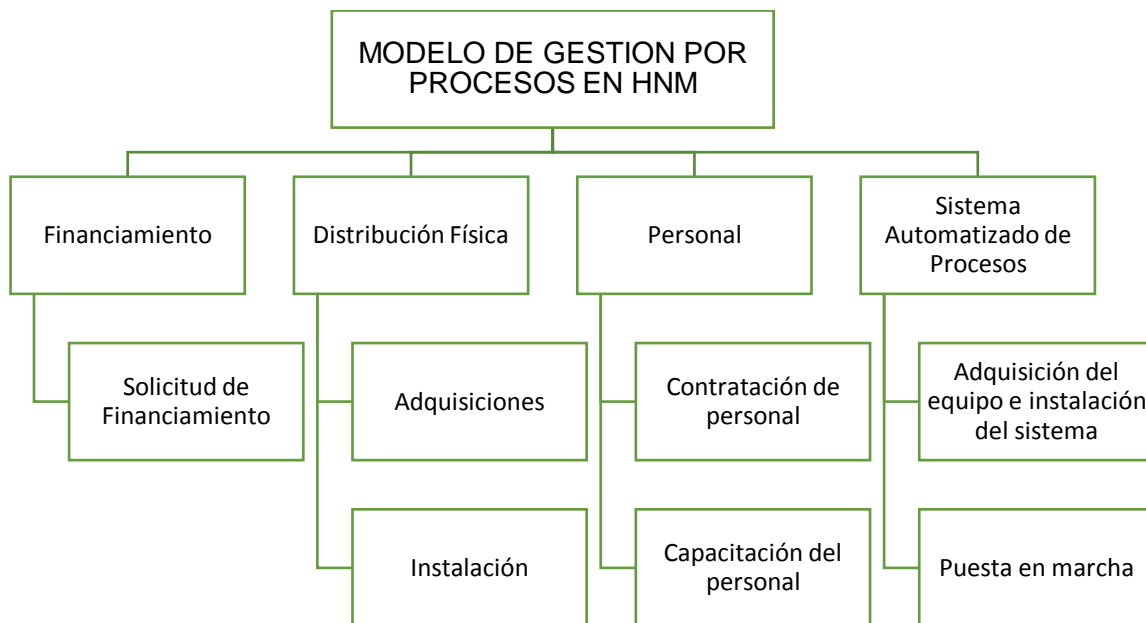 MODELO DE GESTION POR
PROCESOS EN HNM
Financiamiento
Distribución Física
Personal
Sistema
Automatizado de
Procesos
Solicitud de
Financiamiento
Adquisiciones
Contratación de
personal
Adquisición del
equipo e instalación
del sistema
Instalación
Capacitación del
personal
Puesta en marcha